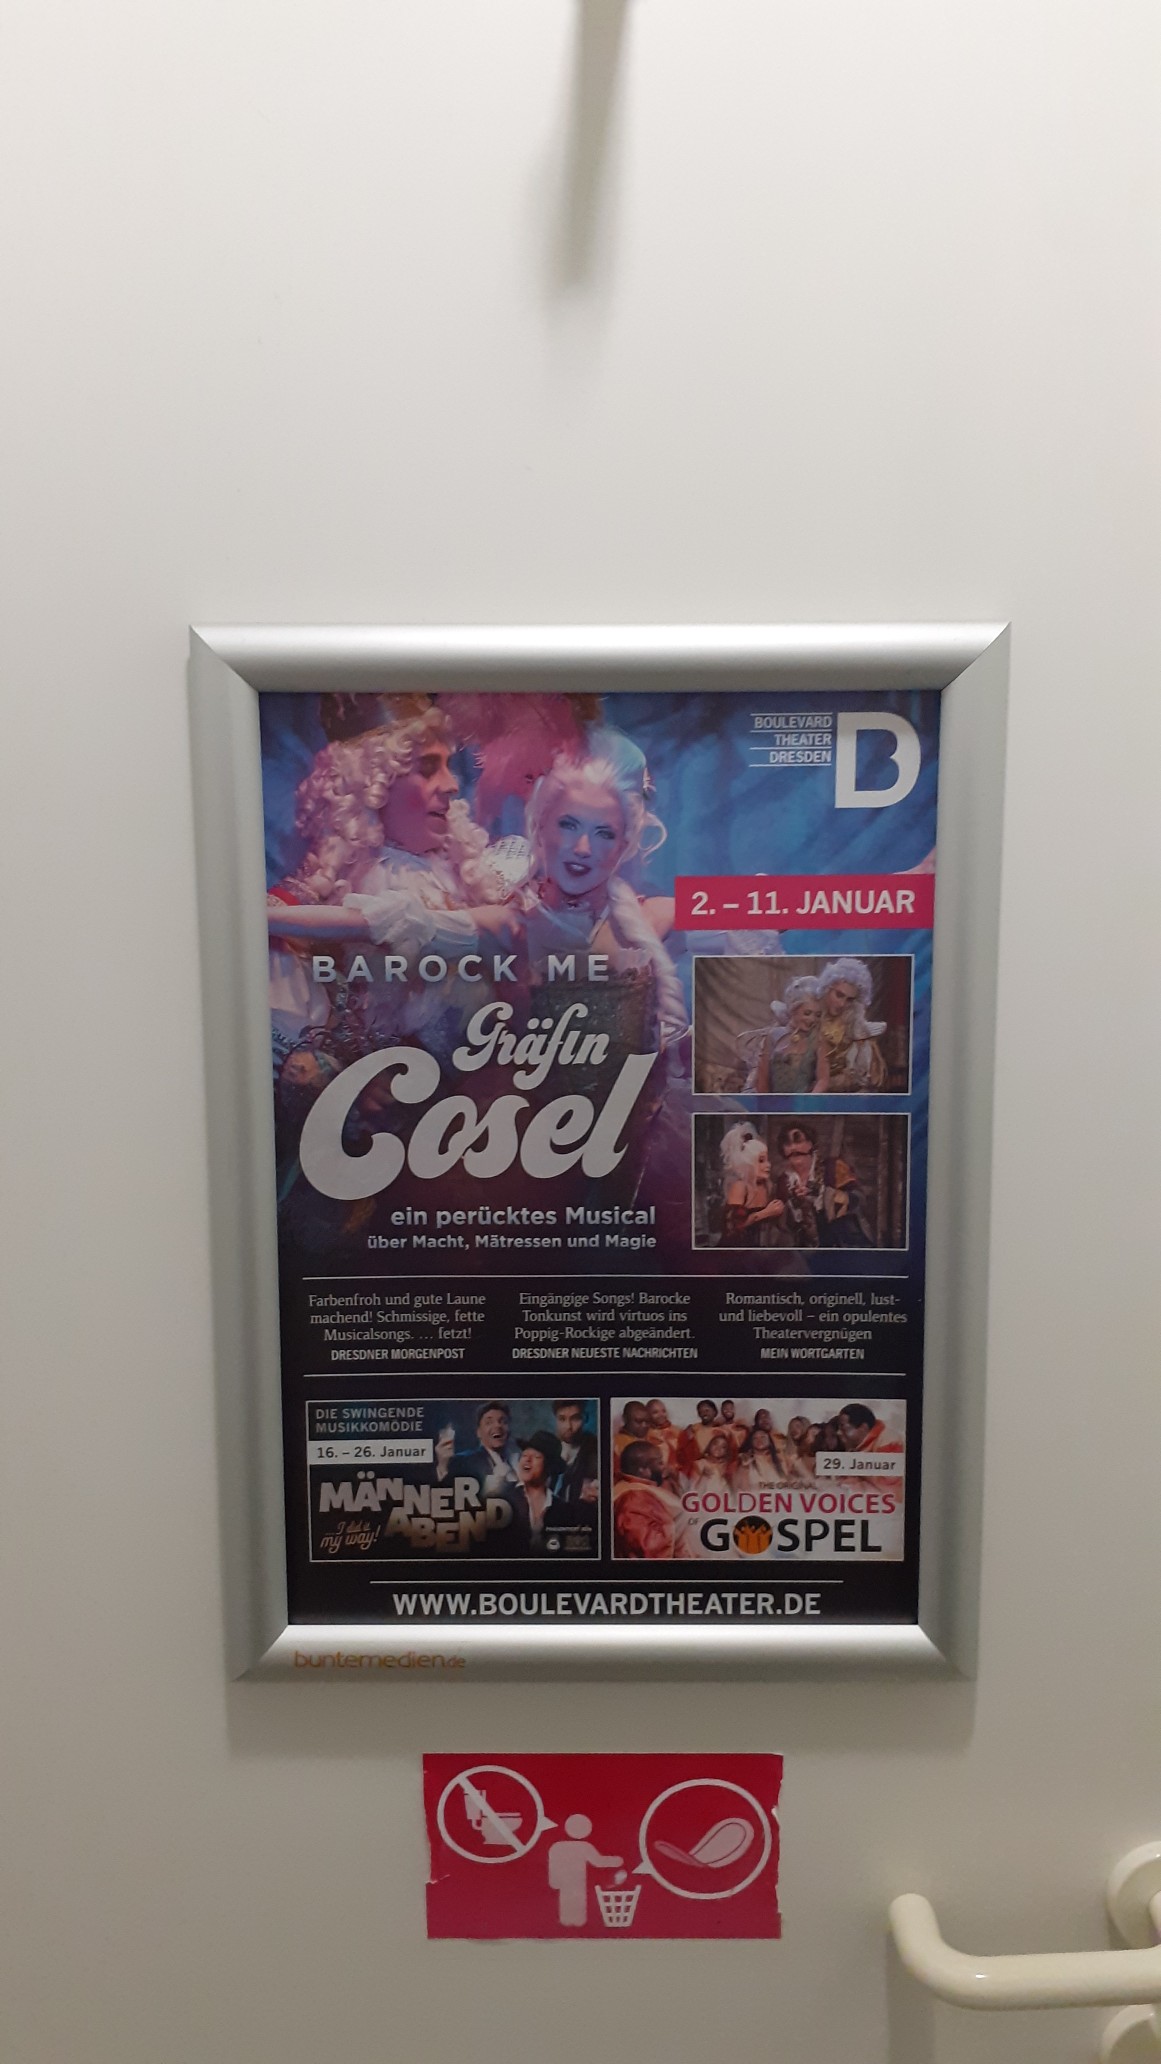 BOULEVARD
THEATER
DRESDEN
B
2. – 11. JANUAR
BAROCK ME
Gräfin
Cosel
ein perücktes Musical
über Macht, Mätressen und Magie
Farbenfroh und gute Laune
machend! Schmissige, fette
Musicalsongs. ... fetzt!
DRESDNER MORGENPOST
Eingängige Songs! Barocke
Tonkunst wird virtuos ins
Poppig-Rockige abgeändert.
DRESDNER NEUESTE NACHRICHTEN
Romantisch, originell, lust-
und liebevoll – ein opulentes
Theatervergnügen
MEIN WORTGARTEN
DIE SWINGENDE
MUSIKKOMÖDIE
16. – 26. Januar
MÄNNER
ABEND
...I did it
my way!
29. Januar
THE ORIGINAL
GOLDEN VOICES
OF GOSPEL
WWW.BOULEVARDTHEATER.DE
buntemedien.de